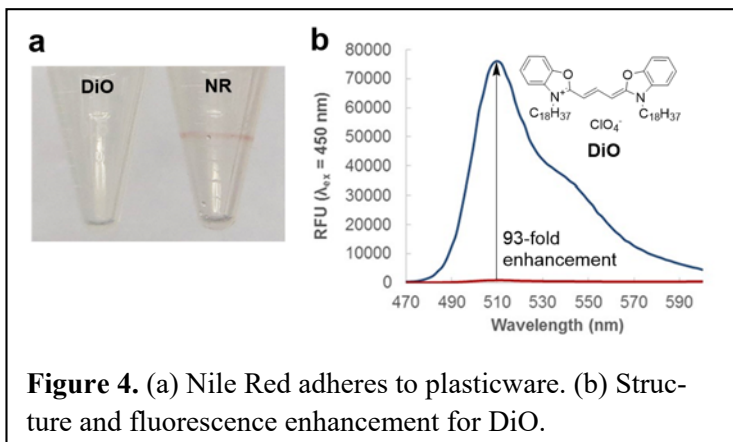 a
DiO
NR
b
80000
70000
60000
50000
40000
30000
20000
10000
0
RFU (λex = 450 nm)
470 490 510 530 550 570 590
Wavelength (nm)
93-fold
enhancement
O
O
N+
N
C18H37
C18H37
ClO4-
DiO
Figure 4. (a) Nile Red adheres to plasticware. (b) Struc-
ture and fluorescence enhancement for DiO.